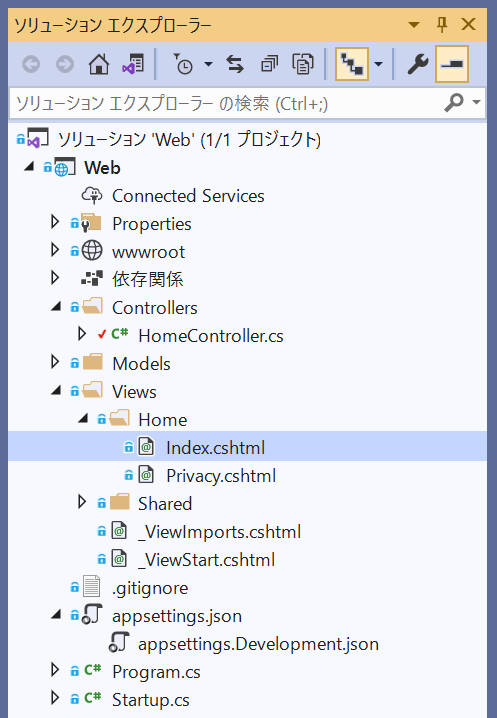 ソリューション エクスプローラー
ソリューション エクスプローラー の検索 (Ctrl+;)
ソリューション 'Web' (1/1 プロジェクト)
Web
Connected Services
Properties
wwwroot
依存関係
Controllers
C# HomeController.cs
Models
Views
Home
Index.cshtml
Privacy.cshtml
Shared
_ViewImports.cshtml
_ViewStart.cshtml
.gitignore
appsettings.json
appsettings.Development.json
C# Program.cs
C# Startup.cs